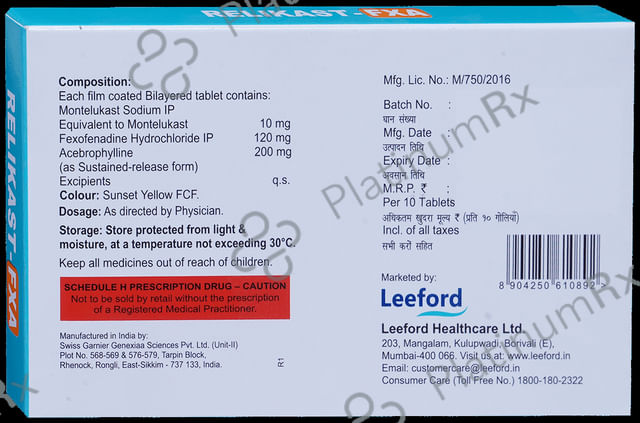 RELIKAST-FXA
RELIKAST-FXA
Composition:
Each film coated Bilayered tablet contains:
Montelukast Sodium IP
Equivalent to Montelukast 10 mg
Fexofenadine Hydrochloride IP 120 mg
Acebrophylline 200 mg
(as Sustained-release form)
Excipients q.s.
Colour: Sunset Yellow FCF.
Dosage: As directed by Physician.
Storage: Store protected from light &
moisture, at a temperature not exceeding 30°C.
Keep all medicines out of reach of children.
SCHEDULE H PRESCRIPTION DRUG – CAUTION
Not to be sold by retail without the prescription
of a Registered Medical Practitioner.
Manufactured in India by:
Swiss Garnier Genexiaa Sciences Pvt. Ltd. (Unit-II)
Plot No. 568-569 & 576-579, Tarpin Block,
Rhenock, Rongli, East-Sikkim - 737 133, India.
R1
Mfg. Lic. No.: M/750/2016
Batch No. :
घान संख्या
Mfg. Date :
उत्पादन तिथि
Expiry Date :
अवसान तिथि
M.R.P. ₹ :
Per 10 Tablets
अधिकतम खुदरा मूल्य ₹ (प्रति १० गोलियाँ)
Incl. of all taxes
सभी करों सहित
8 904250 610892 >
Marketed by:
Leeford
Leeford Healthcare Ltd.
203, Mangalam, Kulupwadi, Borivali (E),
Mumbai-400 066. Visit us at: www.leeford.in
Email: customercare@leeford.in
Consumer Care (Toll Free No.) 1800-180-2322
PlatinumRx
PlatinumRx
PlatinumRx